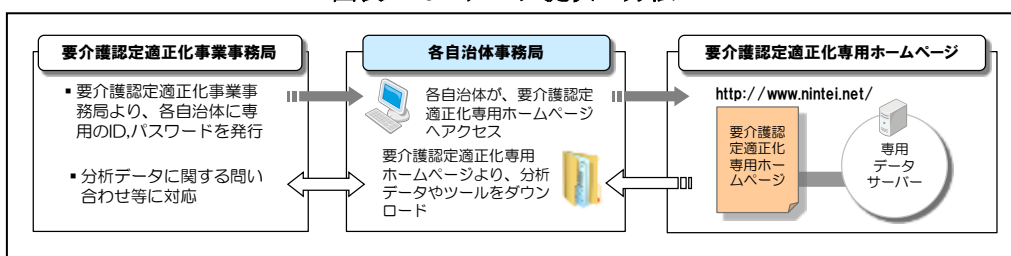 要介護認定適正化事業事務局
▪要介護認定適正化事業事
務局より、各自治体に専
用のID,パスワードを発行
▪分析データに関する問い
合わせ等に対応
各自治体事務局
各自治体が、要介護認定
適正化専用ホームページ
へアクセス
要介護認定適正化専用
ホームページより、分析
データやツールをダウン
ロード
要介護認定適正化専用ホームページ
http://www.nintei.net/
要介護認
定適正化
専用ホー
ムページ
専用
データ
サーバー